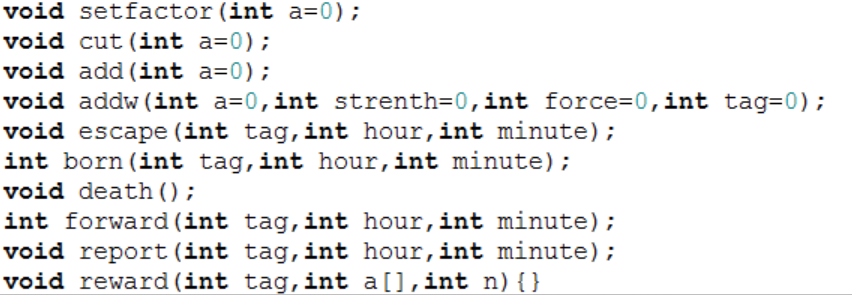 void setfactor(int a=0);
void cut(int a=0);
void add(int a=0);
void addw(int a=0,int strenth=0,int force=0,int tag=0);
void escape(int tag,int hour,int minute);
int born(int tag,int hour,int minute);
void death();
int forward(int tag,int hour,int minute);
void report(int tag,int hour,int minute);
void reward(int tag,int a[],int n){}